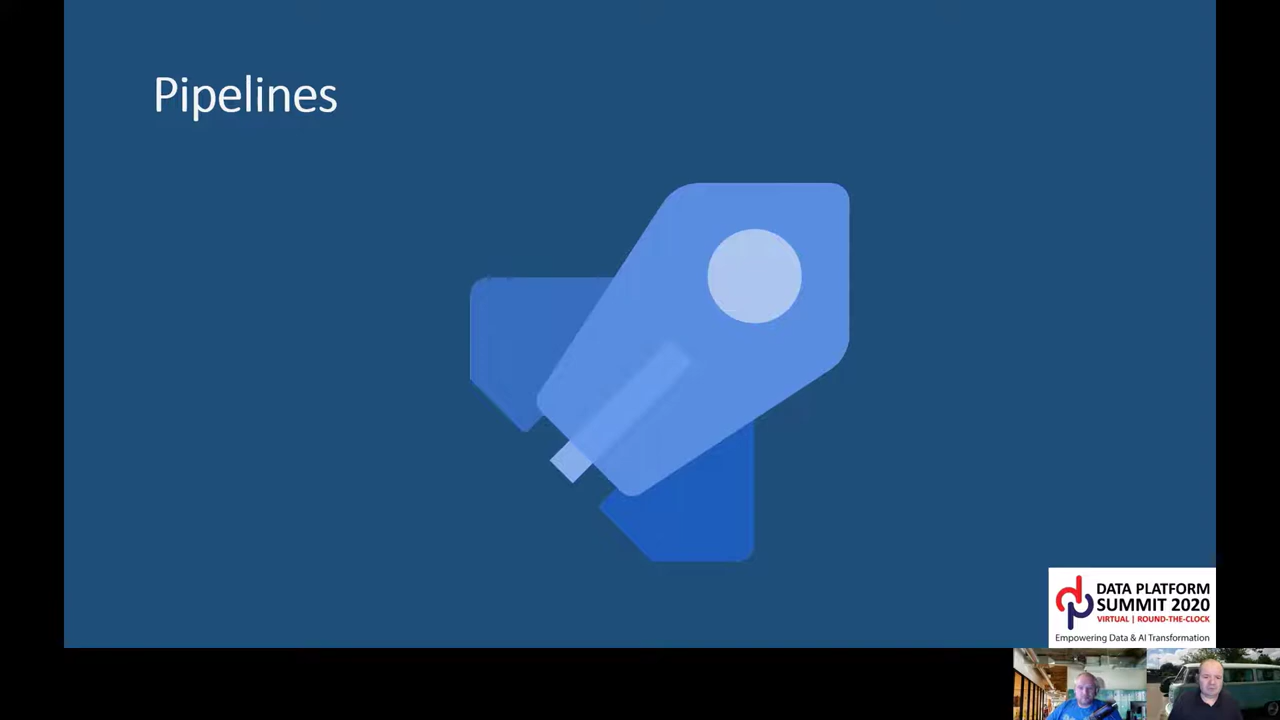 Pipelines
DATA PLATFORM
SUMMIT 2020
VIRTUAL | ROUND-THE-CLOCK
Empowering Data & AI Transformation